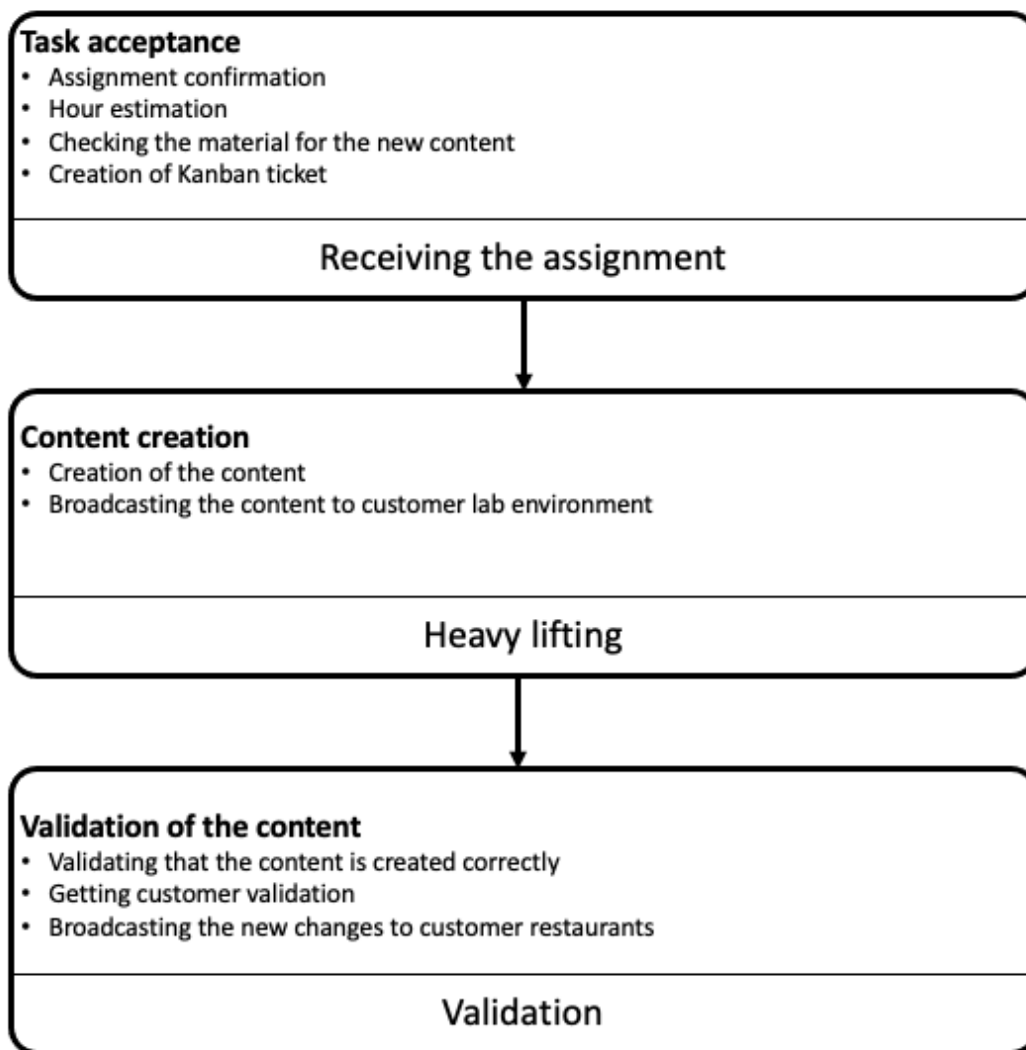 Task acceptance
• Assignment confirmation
• Hour estimation
• Checking the material for the new content
• Creation of Kanban ticket
Receiving the assignment
Content creation
• Creation of the content
• Broadcasting the content to customer lab environment
Heavy lifting
Validation of the content
• Validating that the content is created correctly
• Getting customer validation
• Broadcasting the new changes to customer restaurants
Validation